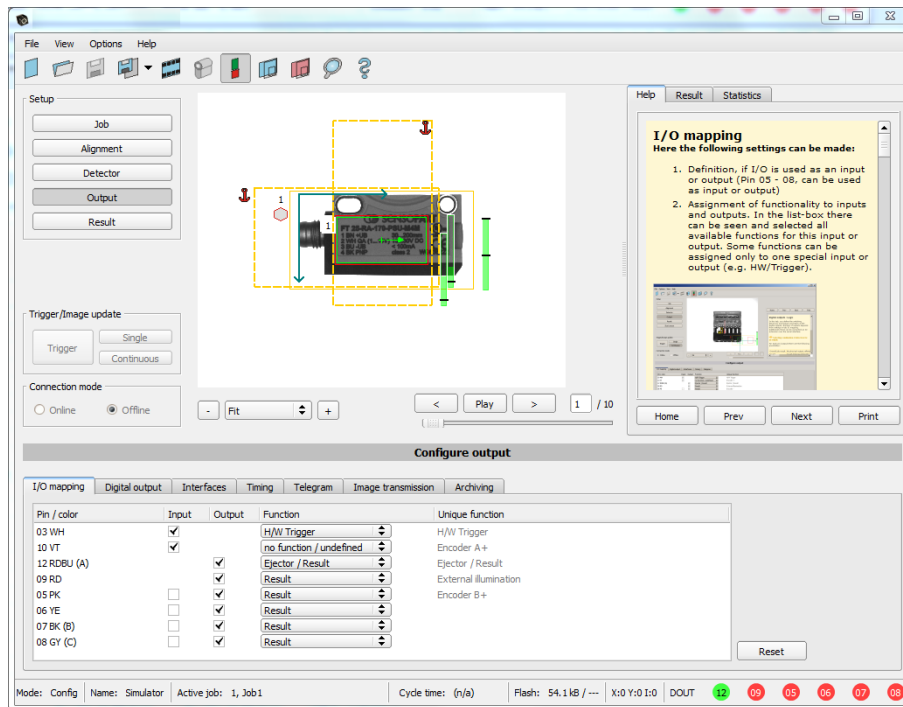 File View Options Help
Setup
Job
Alignment
Detector
Output
Result
Trigger/Image update
Trigger
Single
Continuous
Connection mode
Online Offline
1
1
FT 25-RA-170-PSU-M4M
- Fit +
< Play > 1 / 10
Help Result Statistics
I/O mapping
Here the following settings can be made:
1. Definition, if I/O is used as an input
or output (Pin 05 - 08, can be used
as input or output)
2. Assignment of functionality to inputs
and outputs. In the list-box there
can be seen and selected all
available functions for this input or
output. Some functions can be
assigned only to one special input or
output (e.g. HW/Trigger).
Home Prev Next Print
Configure output
I/O mapping Digital output Interfaces Timing Telegram Image transmission Archiving
Pin / color Input Output Function Unique function
03 WH H/W Trigger H/W Trigger
10 VT no function / undefined Encoder A+
12 RDBU (A) Ejector / Result Ejector / Result
09 RD Result External illumination
05 PK Result Encoder B+
06 YE Result
07 BK (B) Result
08 GY (C) Result
Reset
Mode: Config Name: Simulator Active job: 1, Job1 Cycle time: (n/a) Flash: 54.1 kB / --- X:0 Y:0 I:0 DOUT 12 09 05 06 07 08